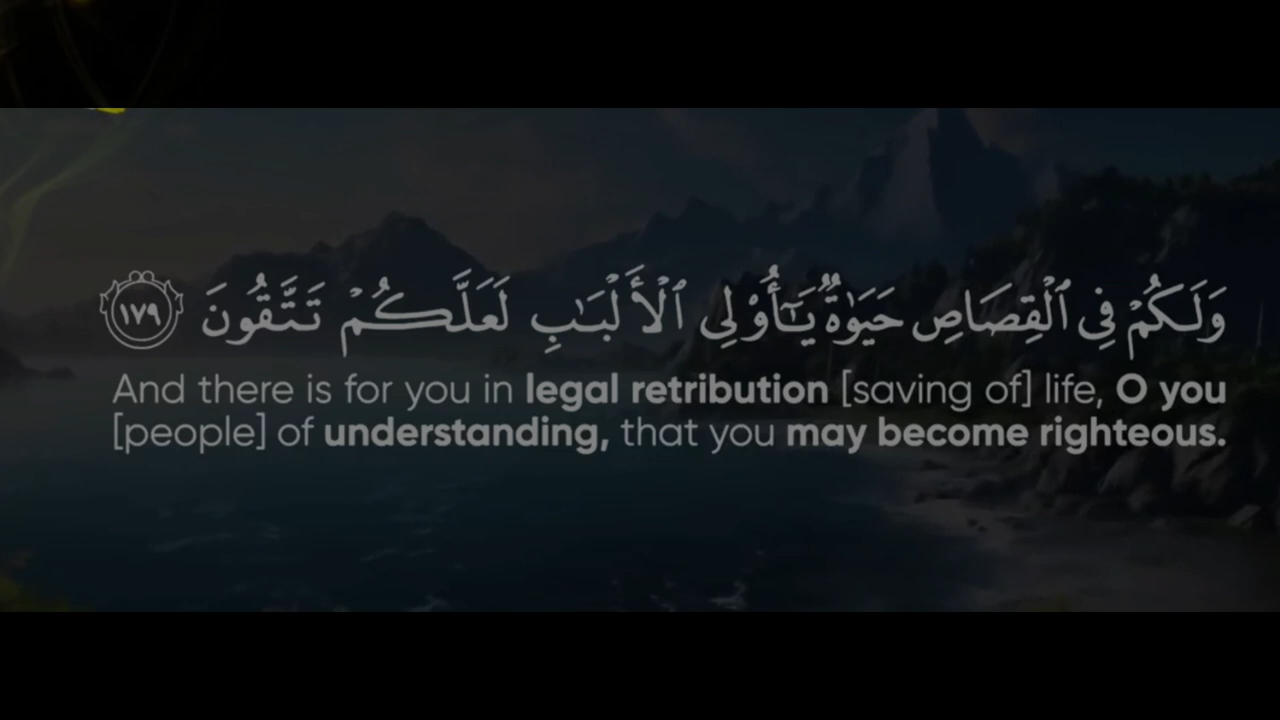 وَلَكُمْ فِى ٱلْقِصَاصِ حَيَوٰةٌ يَـٰٓأُو۟لِى ٱلْأَلْبَـٰبِ لَعَلَّكُمْ تَتَّقُونَ ١٧٩
And there is for you in legal retribution [saving of] life, O you
[people] of understanding, that you may become righteous.